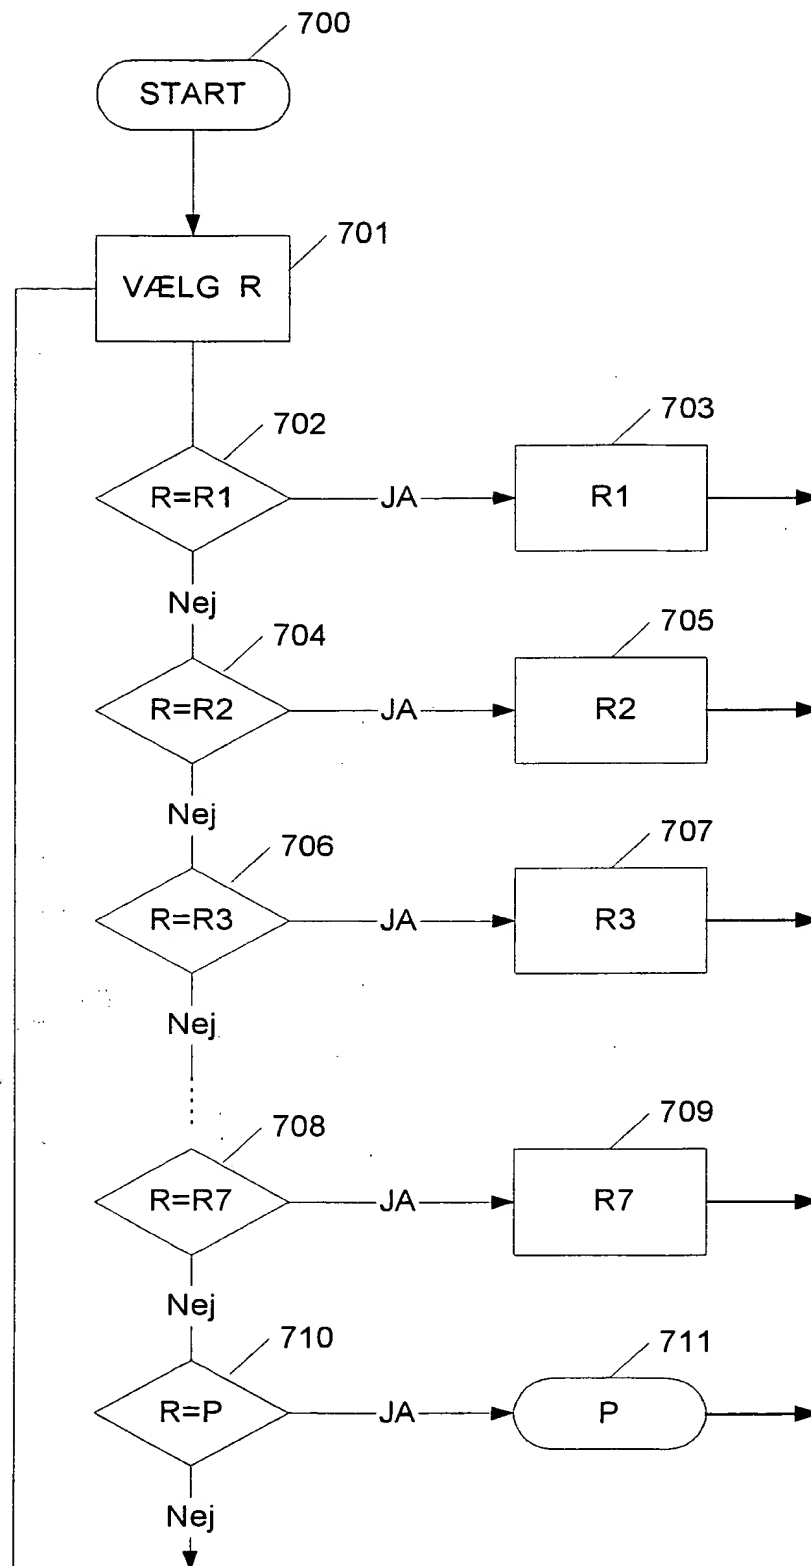 700
START
701
VÆLG R
702
703
R=R1
JA
R1
Nej
704
705
R=R2
JA
R2
Nej
706
707
R=R3
JA
R3
Nej
708
709
R=R7
JA
R7
Nej
710
711
R=P
JA
P
Nej